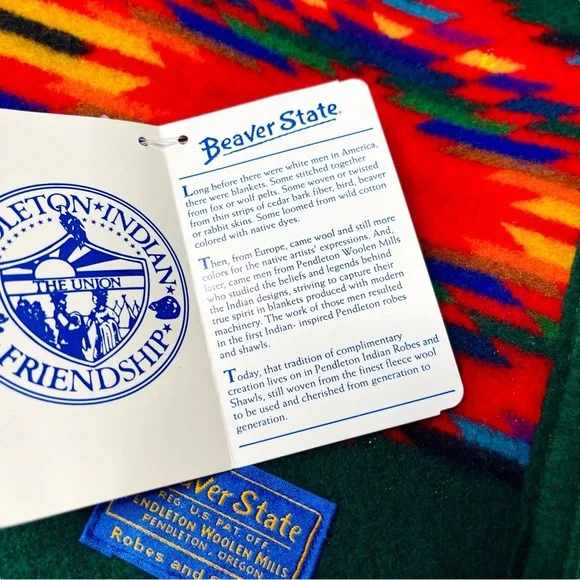 DLETON★INDIAN
THE UNION
FRIENDSHIP
Beaver State®
Long before there were white men in America,
there were blankets. Some stitched together
from fox or wolf pelts. Some woven or twisted
from thin strips of cedar bark fiber, bird, beaver
or rabbit skins. Some loomed from wild cotton
colored with native dyes.
Then, from Europe, came wool and still more
colors for the native artists' expressions. And,
later, came men from Pendleton Woolen Mills
who studied the beliefs and legends behind
the Indian designs, striving to capture their
true spirit in blankets produced with modern
machinery. The work of those men resulted
in the first Indian- inspired Pendleton robes
and shawls.
Today, that tradition of complimentary
creation lives on in Pendleton Indian Robes and
Shawls, still woven from the finest fleece wool
to be used and cherished from generation to
generation.
ver State
REG. U.S. PAT. OFF.
ENDLETON WOOLEN MILLS
PENDLETON, OREGON
Robes and